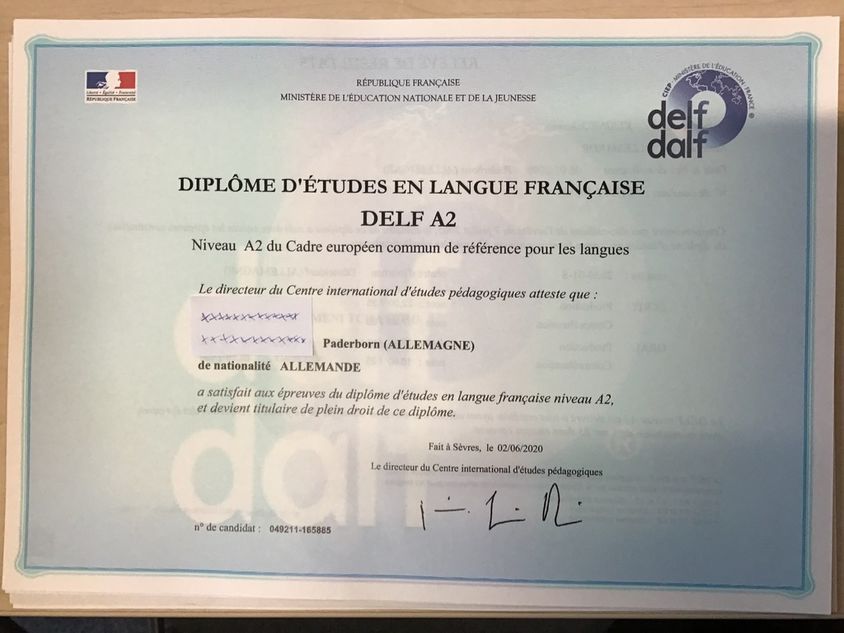 Liberté • Égalité • Fraternité
RÉPUBLIQUE FRANÇAISE
RÉPUBLIQUE FRANÇAISE
MINISTÈRE DE L'ÉDUCATION NATIONALE ET DE LA JEUNESSE
CIEP - MINISTÈRE DE L'ÉDUCATION - FRANCE
delf
dalf
DIPLÔME D'ÉTUDES EN LANGUE FRANÇAISE
DELF A2
Niveau A2 du Cadre européen commun de référence pour les langues
Le directeur du Centre international d'études pédagogiques atteste que :
xxxxxxxxxxxx
xxxxxxxxxxxxx
Paderborn (ALLEMAGNE)
de nationalité ALLEMANDE
a satisfait aux épreuves du diplôme d'études en langue française niveau A2,
et devient titulaire de plein droit de ce diplôme.
Fait à Sèvres, le 02/06/2020
Le directeur du Centre international d'études pédagogiques
n° de candidat : 049211-165885
dalf